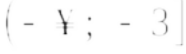 (- ¥; - 3]